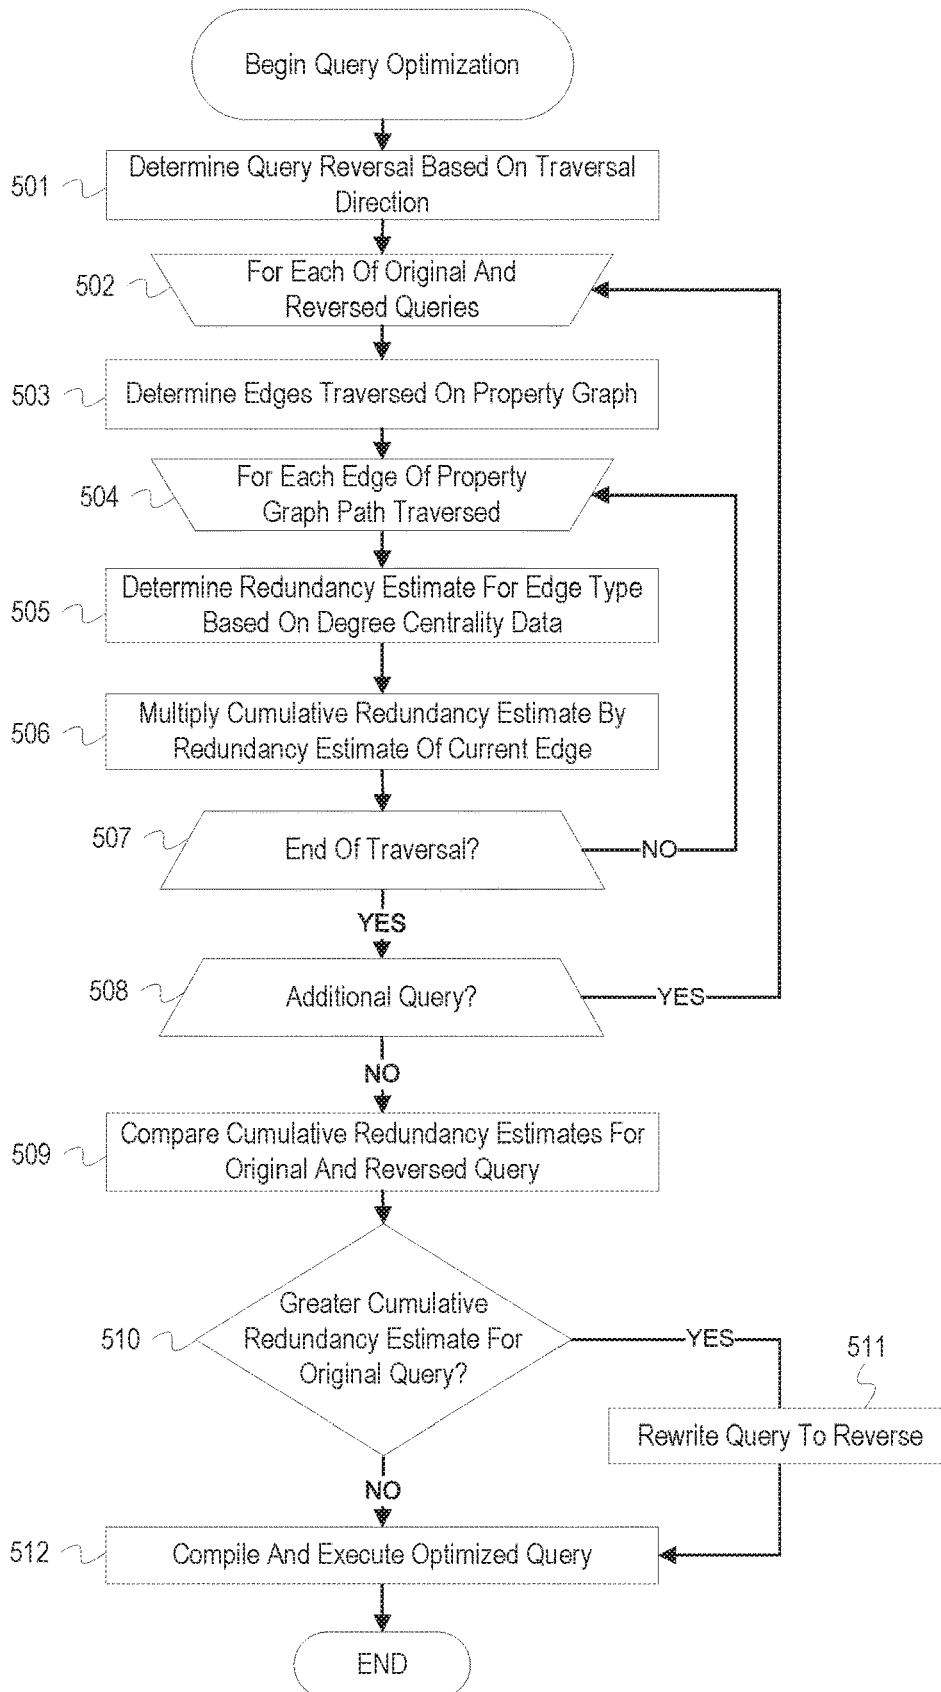 Begin Query Optimization
501
Determine Query Reversal Based On Traversal
Direction
502
For Each Of Original And
Reversed Queries
503
Determine Edges Traversed On Property Graph
504
For Each Edge Of Property
Graph Path Traversed
505
Determine Redundancy Estimate For Edge Type
Based On Degree Centrality Data
506
Multiply Cumulative Redundancy Estimate By
Redundancy Estimate Of Current Edge
507
End Of Traversal?
NO
YES
508
Additional Query?
YES
NO
509
Compare Cumulative Redundancy Estimates For
Original And Reversed Query
510
Greater Cumulative
Redundancy Estimate For
Original Query?
YES
511
Rewrite Query To Reverse
NO
512
Compile And Execute Optimized Query
END